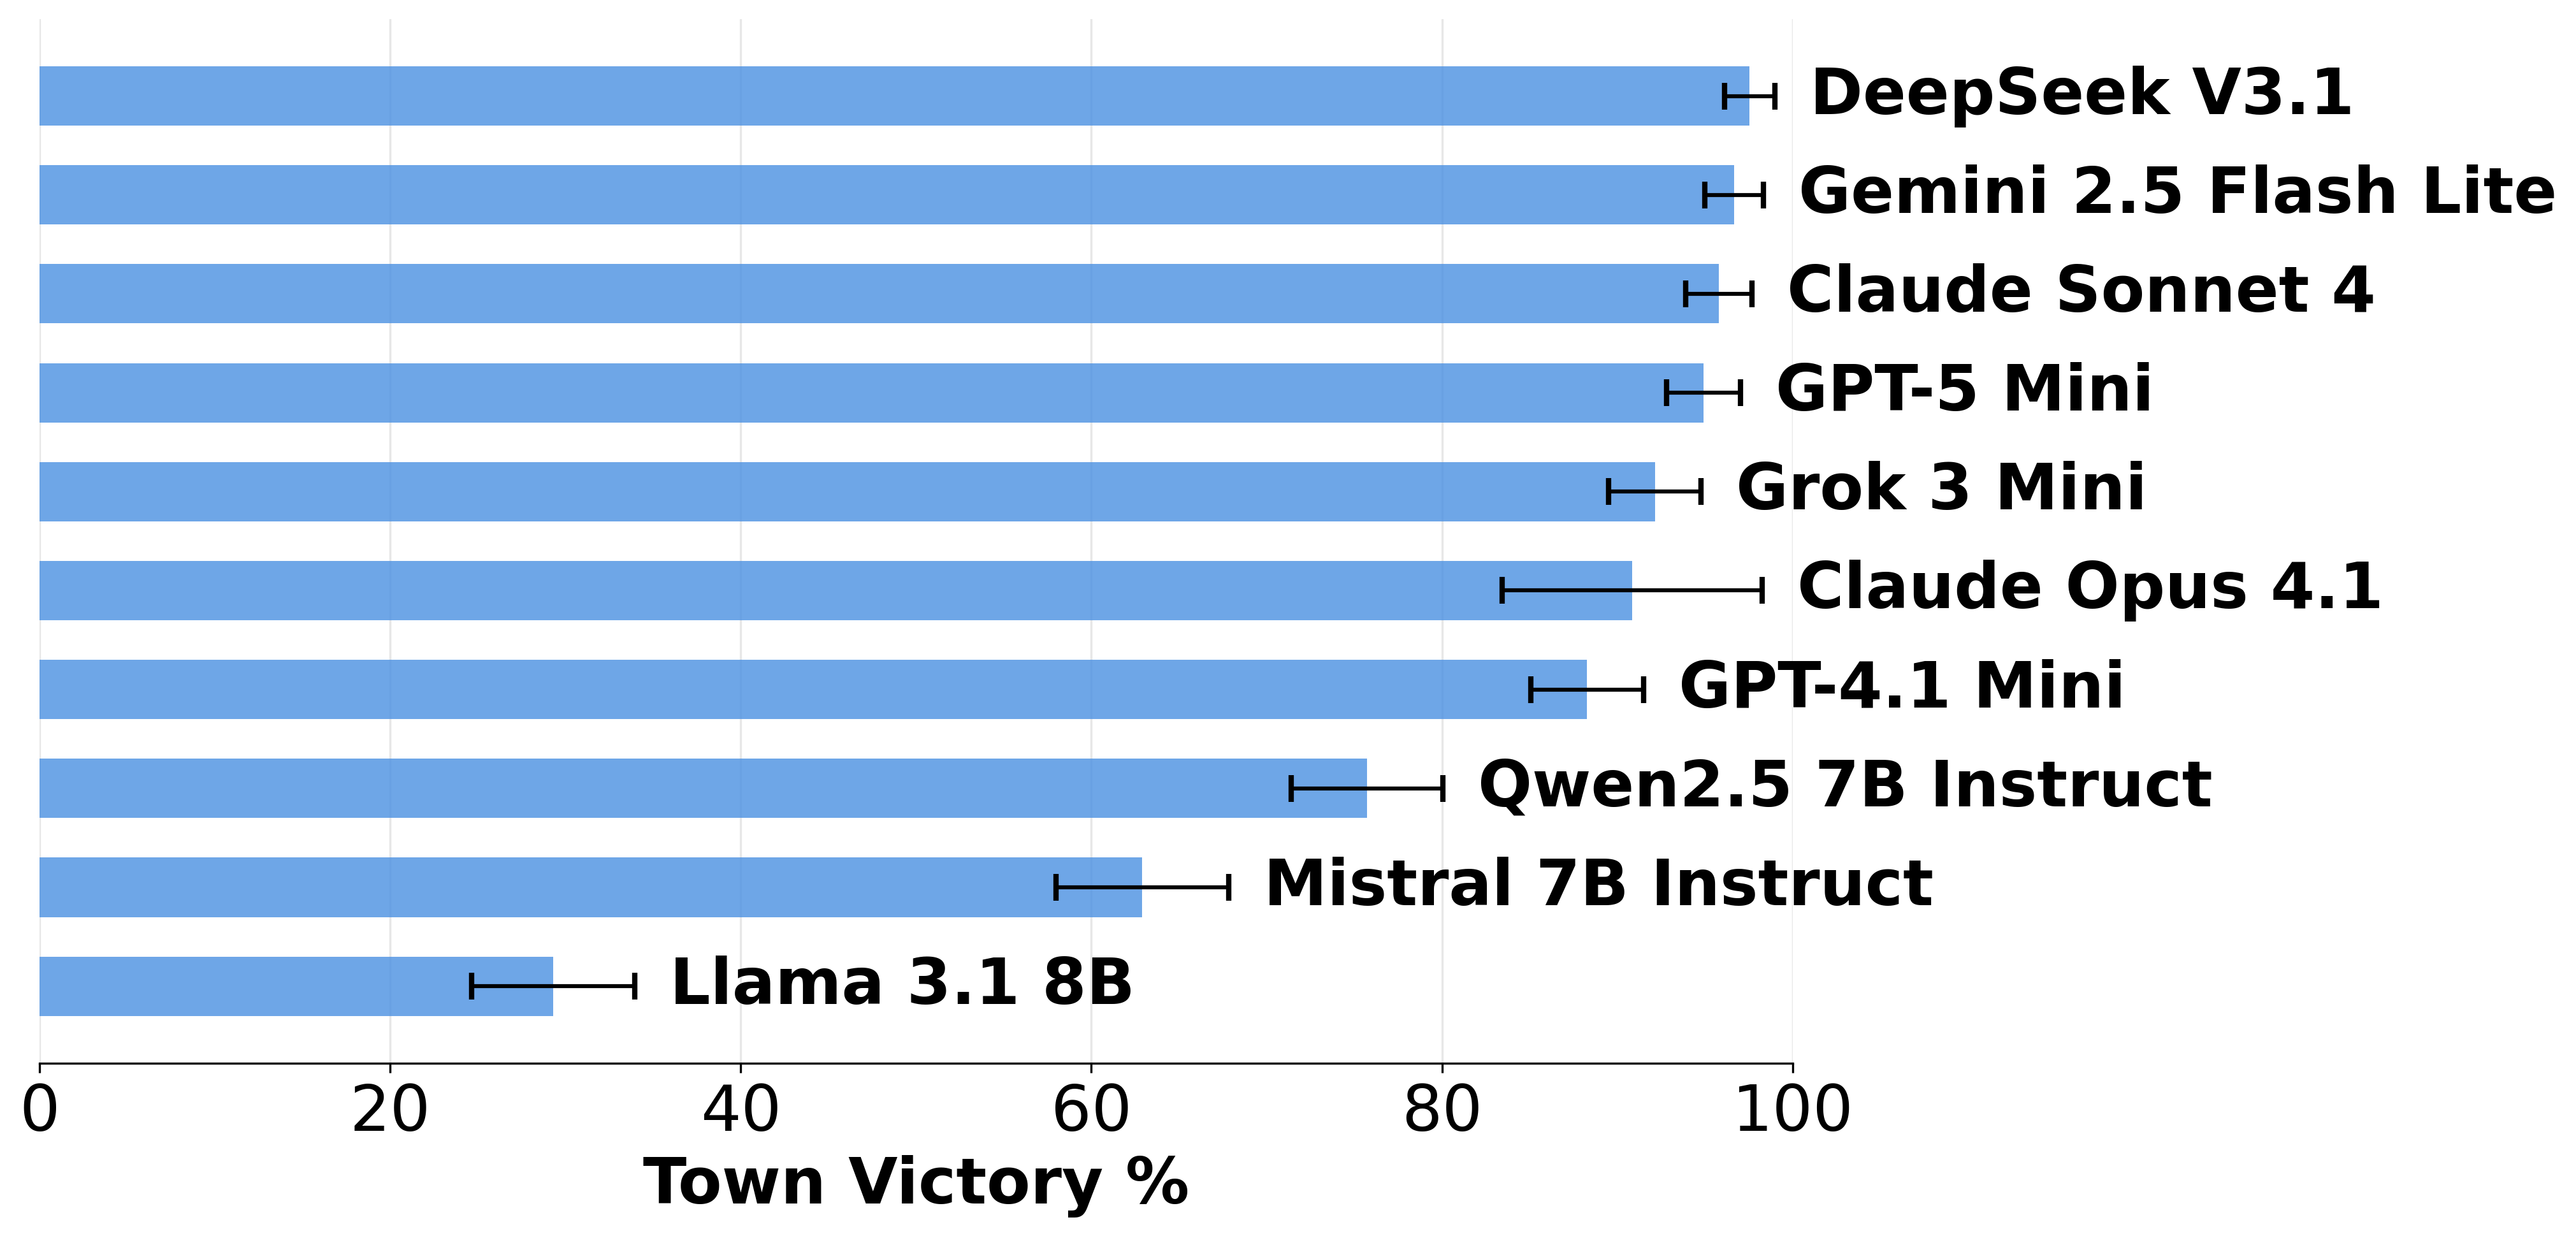 DeepSeek V3.1
Gemini 2.5 Flash Lite
Claude Sonnet 4
GPT-5 Mini
Grok 3 Mini
Claude Opus 4.1
GPT-4.1 Mini
Qwen2.5 7B Instruct
Mistral 7B Instruct
Llama 3.1 8B
0 20 40 60 80 100
Town Victory %